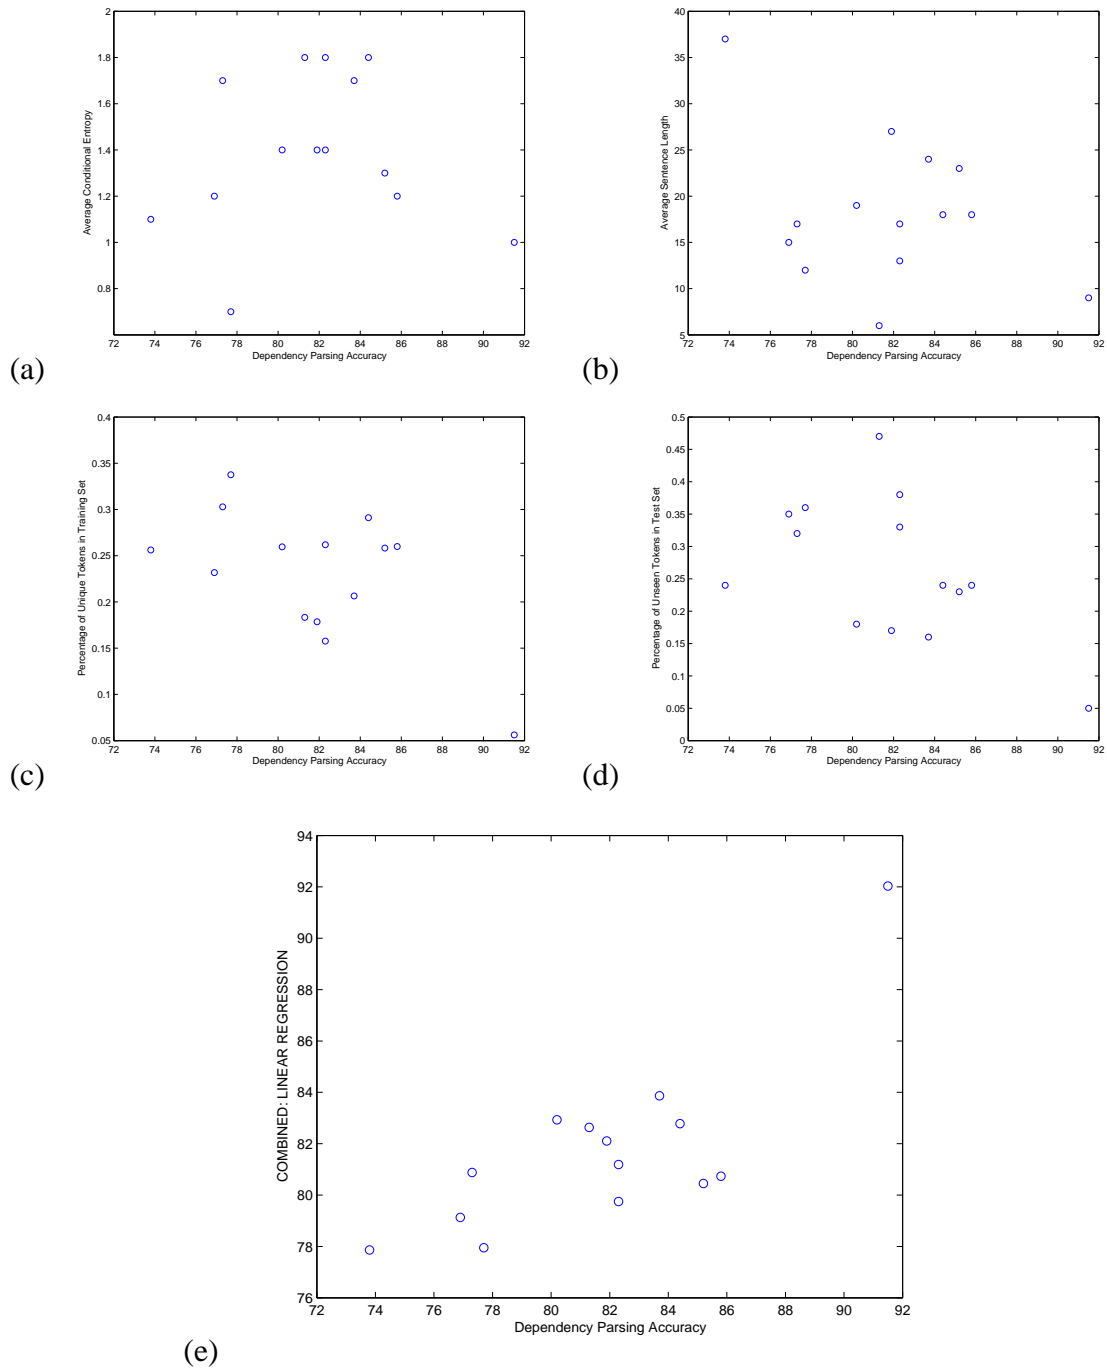 2
1.8
1.6
1.4
1.2
1
0.8
72 74 76 78 80 82 84 86 88 90 92
Average Conditional Entropy
Dependency Parsing Accuracy
(a)
40
35
30
25
20
15
10
5
72 74 76 78 80 82 84 86 88 90 92
Average Sentence Length
Dependency Parsing Accuracy
(b)
0.4
0.35
0.3
0.25
0.2
0.15
0.1
0.05
72 74 76 78 80 82 84 86 88 90 92
Percentage of Unique Tokens in Training Set
Dependency Parsing Accuracy
(c)
0.5
0.45
0.4
0.35
0.3
0.25
0.2
0.15
0.1
0.05
0
72 74 76 78 80 82 84 86 88 90 92
Percentage of Unseen Tokens in Test Set
Dependency Parsing Accuracy
(d)
94
92
90
88
86
84
82
80
78
76
72 74 76 78 80 82 84 86 88 90 92
COMBINED: LINEAR REGRESSION
Dependency Parsing Accuracy
(e)